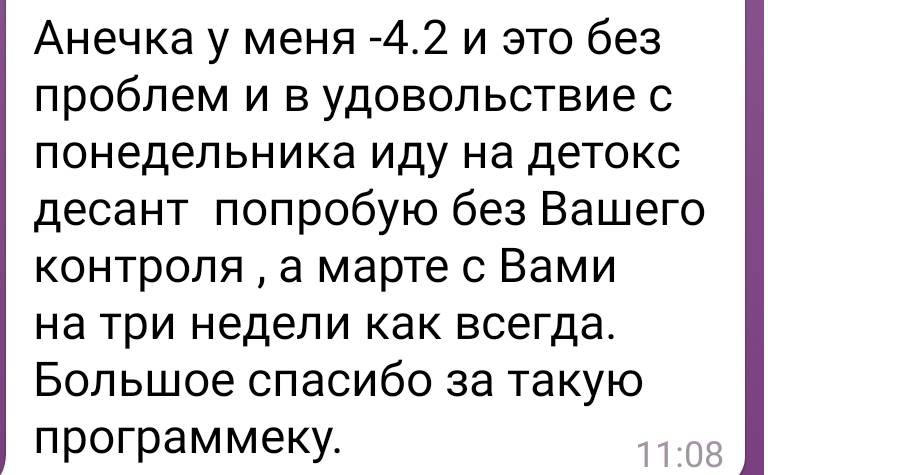 Анечка у меня -4.2 и это без
проблем и в удовольствие с
понедельника иду на детокс
десант  попробую без Вашего
контроля , а марте с Вами
на три недели как всегда.
Большое спасибо за такую
программеку.
11:08